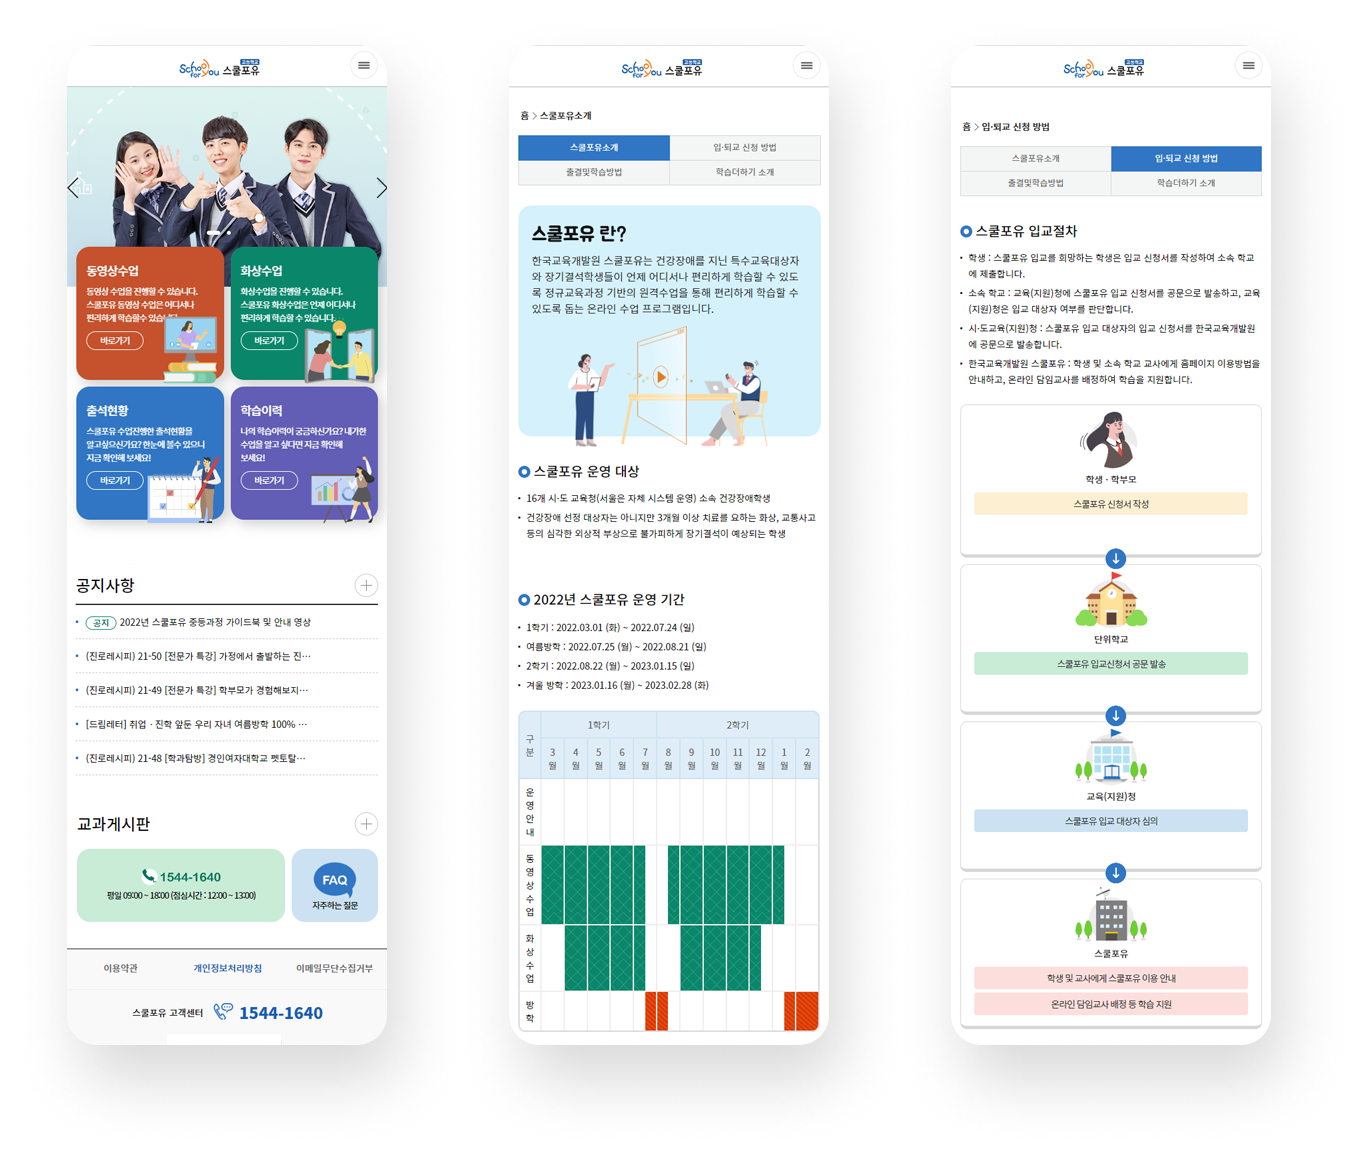 School for You 고등학교 스쿨포유
동영상수업
동영상 수업을 진행할 수 있습니다.
스쿨포유 동영상 수업은 어디서나
편리하게 학습할수 있습니다.
바로가기
화상수업
화상수업을 진행할 수 있습니다.
스쿨포유 화상수업은 언제 어디서나
편리하게 학습할 수 있습니다.
바로가기
출석현황
스쿨포유 수업진행한 출석현황을
알고싶으신가요? 한눈에 볼수 있으니
지금 확인해 보세요!
바로가기
학습이력
나의 학습이력이 궁금하신가요? 내가한
수업을 알고 싶다면 지금 확인해
보세요!
바로가기
공지사항
공지 2022년 스쿨포유 중등과정 가이드북 및 안내 영상
(진로레시피) 21-50 [전문가 특강] 가정에서 출발하는 진…
(진로레시피) 21-49 [전문가 특강] 학부모가 경험해보지…
[드림레터] 취업 · 진학 앞둔 우리 자녀 여름방학 100% …
(진로레시피) 21-48 [학과탐방] 경인여자대학교 펫토탈…
교과게시판
1544-1640
평일 09:00 ~ 18:00 (점심시간 : 12:00 ~ 13:00)
FAQ
자주하는 질문
이용약관
개인정보처리방침
이메일무단수집거부
스쿨포유 고객센터 1544-1640
School for You 고등학교 스쿨포유
홈 > 스쿨포유소개
스쿨포유소개
입·퇴교 신청 방법
출결및학습방법
학습더하기 소개
스쿨포유 란?
한국교육개발원 스쿨포유는 건강장애를 지닌 특수교육대상자
와 장기결석학생들이 언제 어디서나 편리하게 학습할 수 있도
록 정규교육과정 기반의 원격수업을 통해 편리하게 학습할 수
있도록 돕는 온라인 수업 프로그램입니다.
스쿨포유 운영 대상
• 16개 시·도 교육청(서울은 자체 시스템 운영) 소속 건강장애학생
• 건강장애 선정 대상자는 아니지만 3개월 이상 치료를 요하는 화상, 교통사고
등의 심각한 외상적 부상으로 불가피하게 장기결석이 예상되는 학생
2022년 스쿨포유 운영 기간
• 1학기 : 2022.03.01 (화) ~ 2022.07.24 (일)
• 여름방학 : 2022.07.25 (월) ~ 2022.08.21 (일)
• 2학기 : 2022.08.22 (월) ~ 2023.01.15 (일)
• 겨울 방학 : 2023.01.16 (월) ~ 2023.02.28 (화)
구분 1학기 2학기
3월 4월 5월 6월 7월 8월 9월 10월 11월 12월 1월 2월
운영안내
동영상수업
화상수업
방학
School for You 고등학교 스쿨포유
홈 > 입·퇴교 신청 방법
스쿨포유소개
입·퇴교 신청 방법
출결및학습방법
학습더하기 소개
스쿨포유 입교절차
• 학생 : 스쿨포유 입교를 희망하는 학생은 입교 신청서를 작성하여 소속 학교
에 제출합니다.
• 소속 학교 : 교육(지원)청에 스쿨포유 입교 신청서를 공문으로 발송하고, 교육
(지원)청은 입교 대상자 여부를 판단합니다.
• 시·도교육(지원)청 : 스쿨포유 입교 대상자의 입교 신청서를 한국교육개발원
에 공문으로 발송합니다.
• 한국교육개발원 스쿨포유 : 학생 및 소속 학교 교사에게 홈페이지 이용방법을
안내하고, 온라인 담임교사를 배정하여 학습을 지원합니다.
학생 · 학부모
스쿨포유 신청서 작성
단위학교
스쿨포유 입교신청서 공문 발송
교육(지원)청
스쿨포유 입교 대상자 심의
스쿨포유
학생 및 교사에게 스쿨포유 이용 안내
온라인 담임교사 배정 등 학습 지원